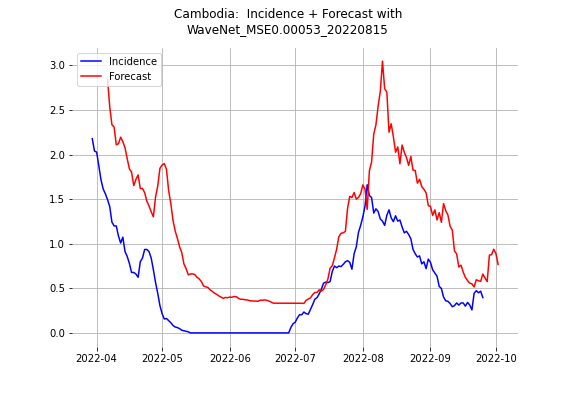 Cambodia:  Incidence + Forecast with
WaveNet_MSE0.00053_20220815
Incidence
Forecast
3.0
2.5
2.0
1.5
1.0
0.5
0.0
2022-04 2022-05 2022-06 2022-07 2022-08 2022-09 2022-10